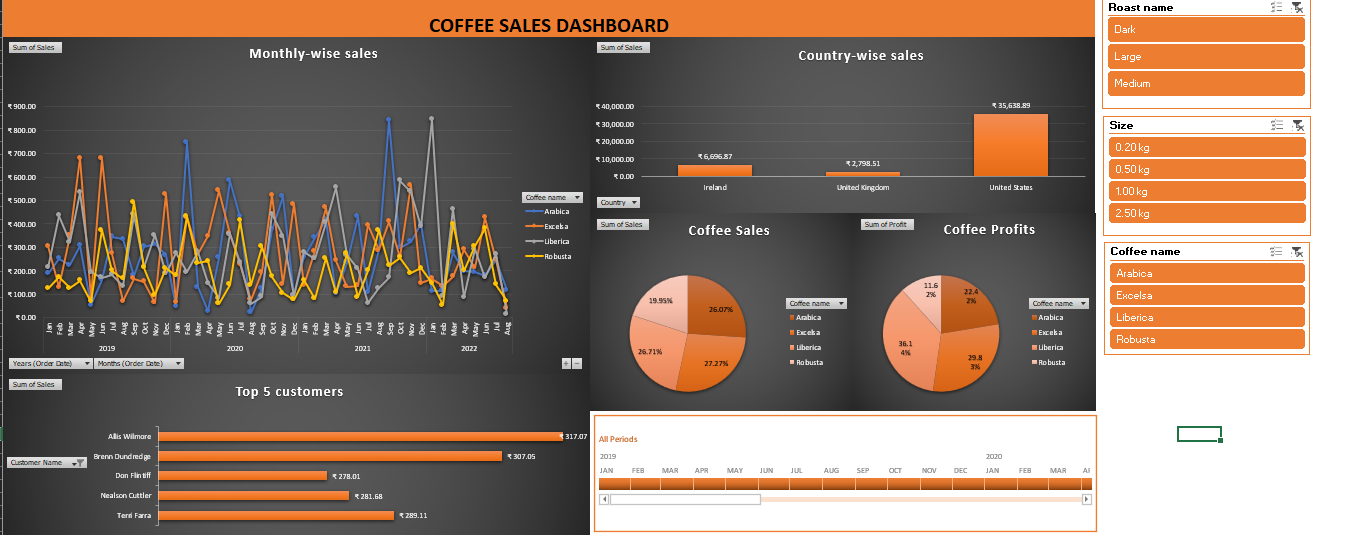 COFFEE SALES DASHBOARD
Sum of Sales
Monthly-wise sales
₹ 900.00
₹ 800.00
₹ 700.00
₹ 600.00
₹ 500.00
₹ 400.00
₹ 300.00
₹ 200.00
₹ 100.00
₹ 0.00
Jan Feb Mar Apr May Jun Jul Aug Sep Oct Nov Dec Jan Feb Mar Apr May Jun Jul Aug Sep Oct Nov Dec Jan Feb Mar Apr May Jun Jul Aug Sep Oct Nov Dec Jan Feb Mar Apr May Jun Jul Aug
2019 2020 2021 2022
Coffee name
Arabica
Excelsa
Liberica
Robusta
Years (Order Date) Months (Order Date)
+ −
Sum of Sales
Country-wise sales
₹ 40,000.00
₹ 30,000.00
₹ 20,000.00
₹ 10,000.00
₹ 0.00
₹ 6,696.87
₹ 2,798.51
₹ 35,638.89
Ireland United Kingdom United States
Country
Sum of Sales
Coffee Sales
19.95%
26.07%
26.71%
27.27%
Coffee name
Arabica
Excelsa
Liberica
Robusta
Sum of Profit
Coffee Profits
11.6
2%
22.4
2%
36.1
4%
29.8
3%
Coffee name
Arabica
Excelsa
Liberica
Robusta
Sum of Sales
Top 5 customers
Customer Name
Allis Wilmore ₹ 317.07
Brenn Dundredge ₹ 307.05
Don Flintiff ₹ 278.01
Nealson Cuttler ₹ 281.68
Terri Farra ₹ 289.11
All Periods
2019 2020
JAN FEB MAR APR MAY JUN JUL AUG SEP OCT NOV DEC JAN FEB MAR AI
Roast name
Dark
Large
Medium
Size
0.20 kg
0.50 kg
1.00 kg
2.50 kg
Coffee name
Arabica
Excelsa
Liberica
Robusta